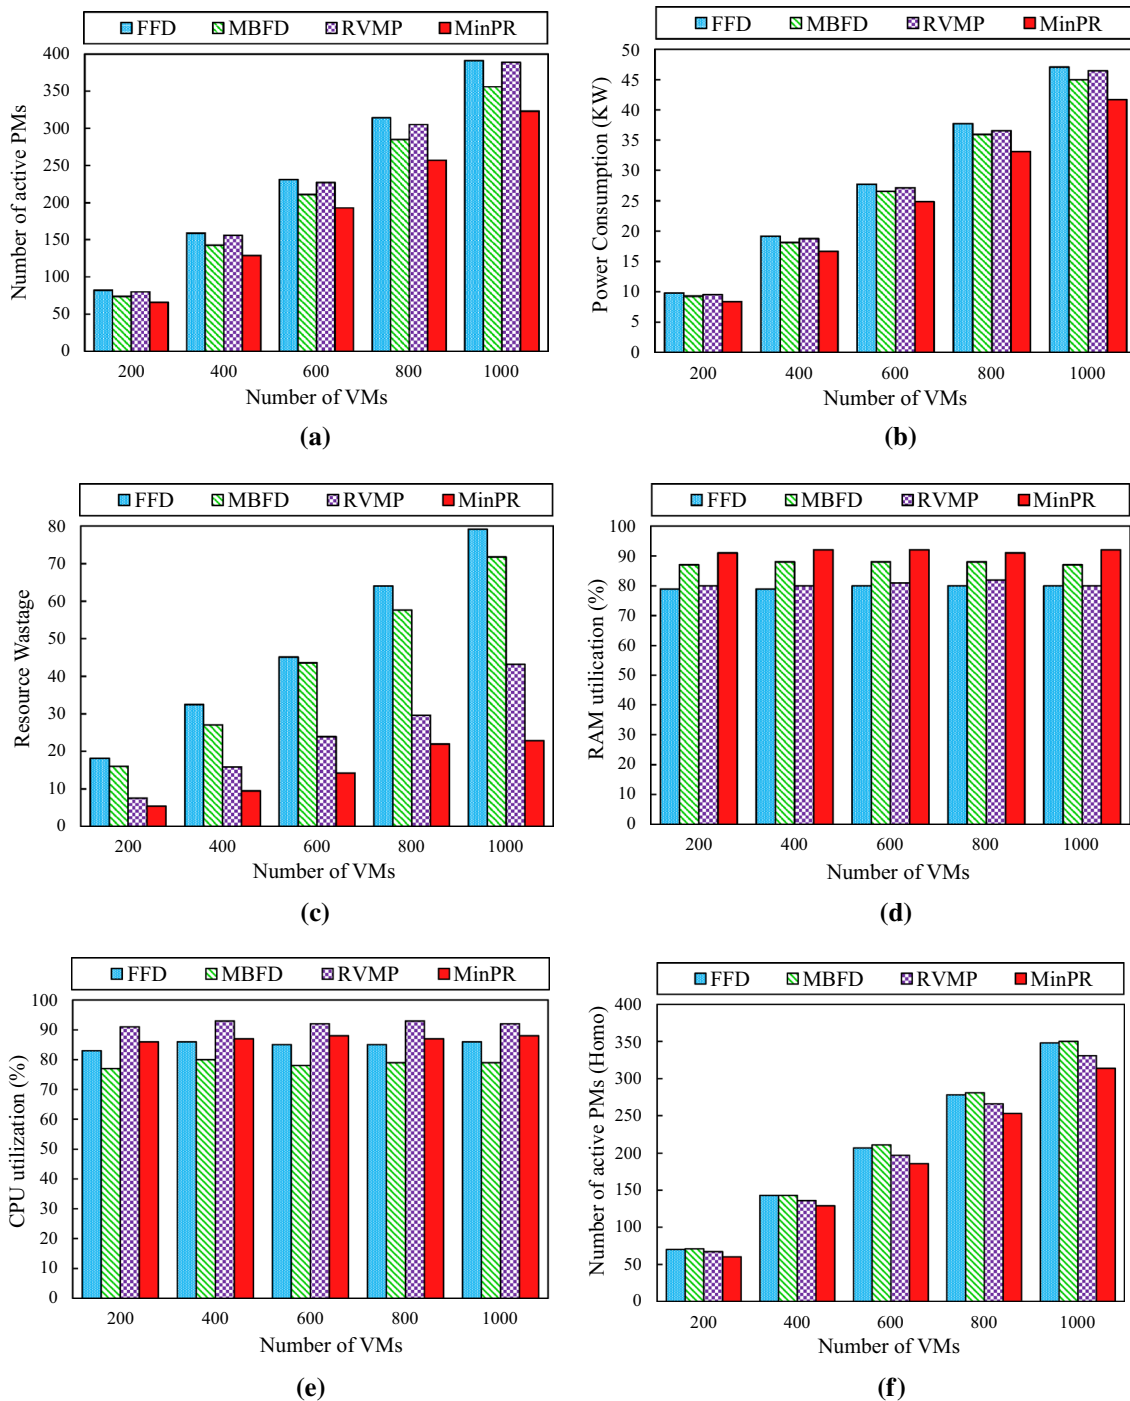 FFD MBFD RVMP MinPR
400
350
300
250
200
150
100
50
0
Number of active PMs
200 400 600 800 1000
Number of VMs
(a)
FFD MBFD RVMP MinPR
50
45
40
35
30
25
20
15
10
5
0
Power Consumption (KW)
200 400 600 800 1000
Number of VMs
(b)
FFD MBFD RVMP MinPR
80
70
60
50
40
30
20
10
0
Resource Wastage
200 400 600 800 1000
Number of VMs
(c)
FFD MBFD RVMP MinPR
100
90
80
70
60
50
40
30
20
10
0
RAM utilication (%)
200 400 600 800 1000
Number of VMs
(d)
FFD MBFD RVMP MinPR
100
90
80
70
60
50
40
30
20
10
0
CPU utilization (%)
200 400 600 800 1000
Number of VMs
(e)
FFD MBFD RVMP MinPR
400
350
300
250
200
150
100
50
0
Number of active PMs (Homo)
200 400 600 800 1000
Number of VMs
(f)